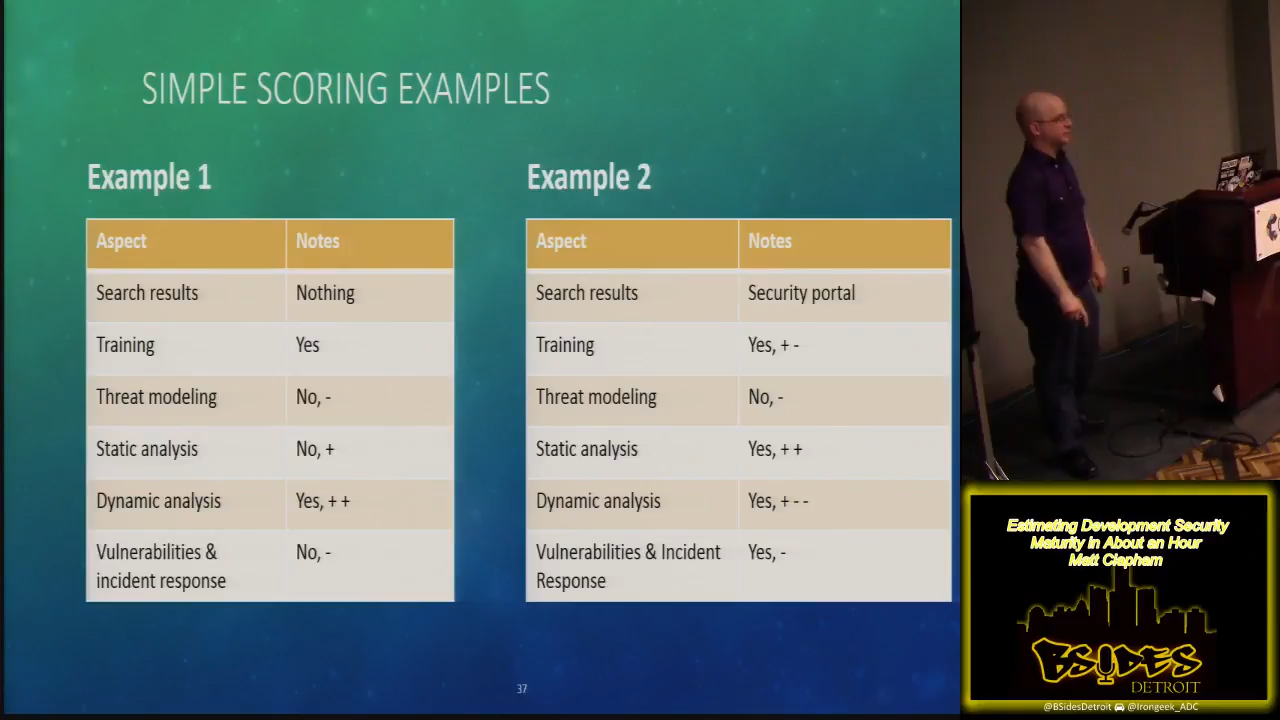 SIMPLE SCORING EXAMPLES
Example 1
Aspect Notes
Search results Nothing
Training Yes
Threat modeling No, -
Static analysis No, +
Dynamic analysis Yes, + +
Vulnerabilities & No, -
incident response
Example 2
Aspect Notes
Search results Security portal
Training Yes, + -
Threat modeling No, -
Static analysis Yes, + +
Dynamic analysis Yes, + - -
Vulnerabilities & Incident Yes, -
Response
37
Estimating Development Security
Maturity in About an Hour
Matt Clapham
BSIDES
DETROIT
@BSidesDetroit @Irongeek_ADC